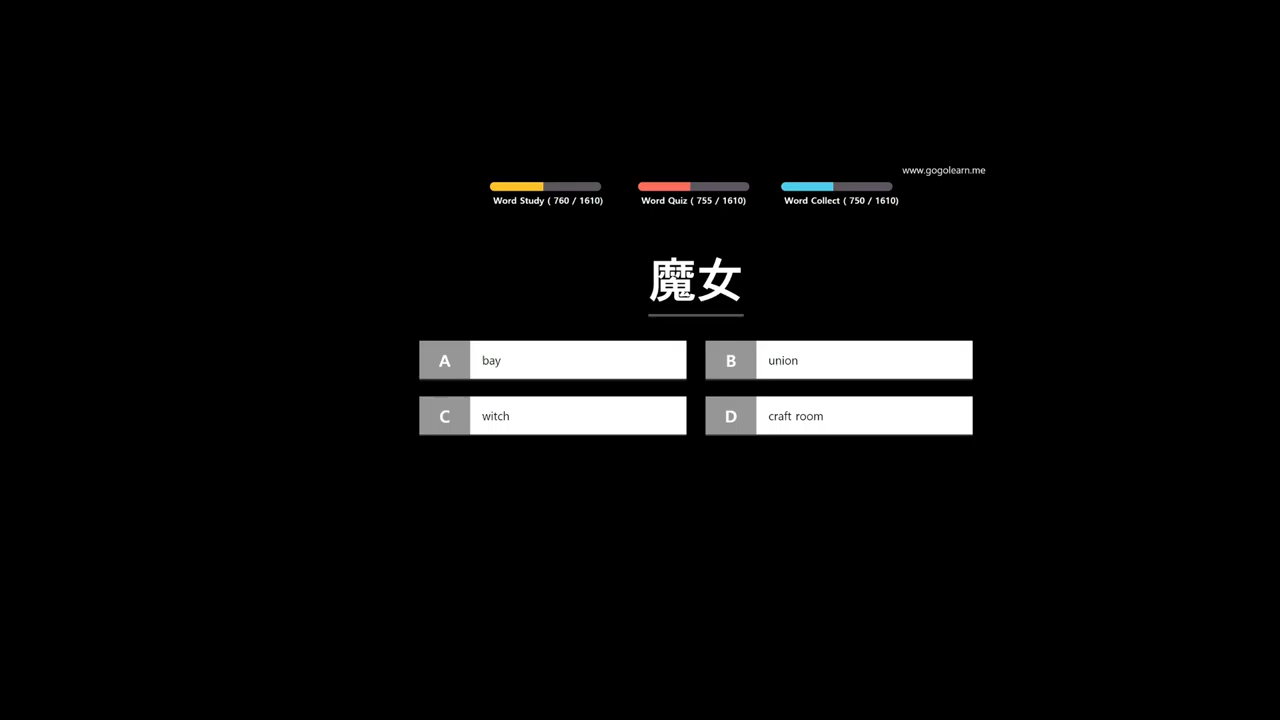 www.gogolearn.me
Word Study ( 760 / 1610)
Word Quiz ( 755 / 1610)
Word Collect ( 750 / 1610)
魔女
A bay
B union
C witch
D craft room